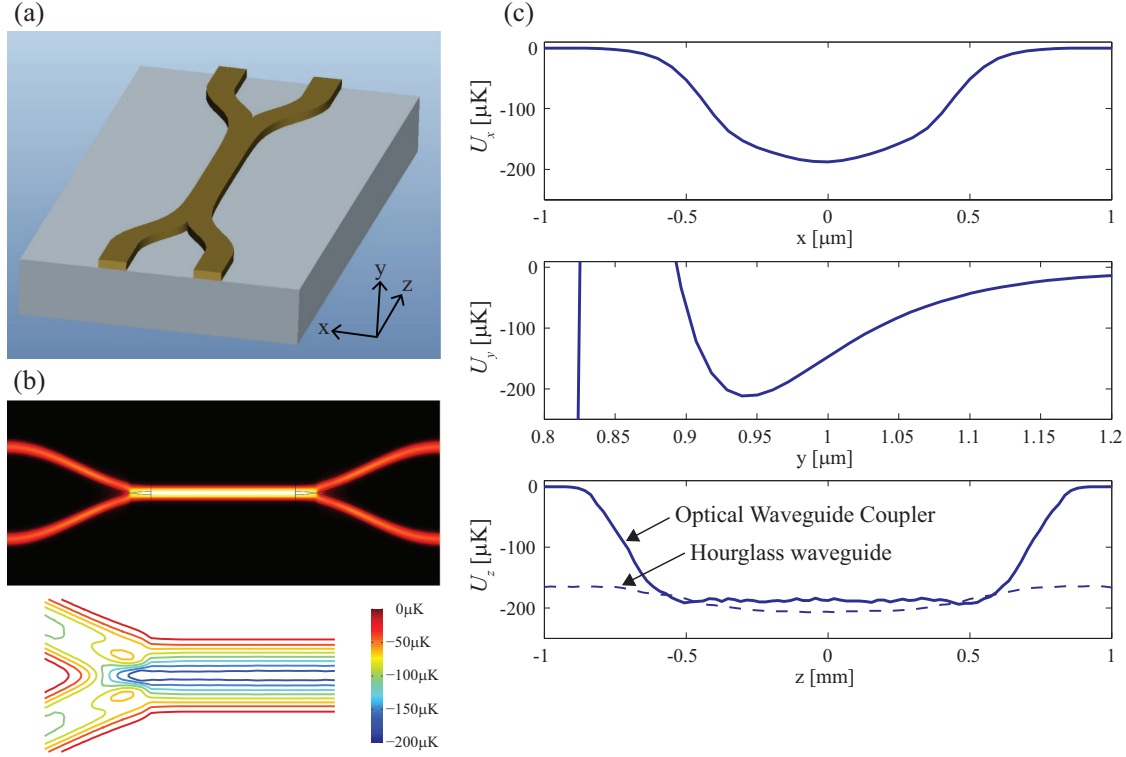 (a)
y
z
x
(b)
0µK
−50µK
−100µK
−150µK
−200µK
(c)
0
-100
-200
U_x [µK]
-1
-0.5
0
0.5
1
x [µm]
0
-100
-200
U_y [µK]
0.8
0.85
0.9
0.95
1
1.05
1.1
1.15
1.2
y [µm]
0
-100
-200
U_z [µK]
Optical Waveguide Coupler
Hourglass waveguide
-1
-0.5
0
0.5
1
z [mm]